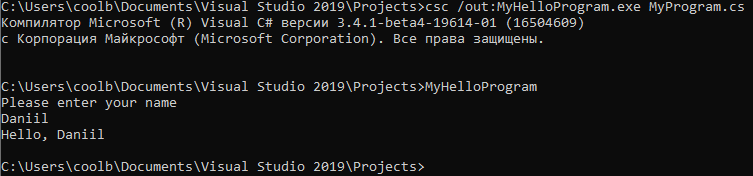 C:\Users\coolb\Documents\Visual Studio 2019\Projects>csc /out:MyHelloProgram.exe MyProgram.cs
Компилятор Microsoft (R) Visual C# версии 3.4.1-beta4-19614-01 (16504609)
с Корпорация Майкрософт (Microsoft Corporation). Все права защищены.
C:\Users\coolb\Documents\Visual Studio 2019\Projects>MyHelloProgram
Please enter your name
Daniil
Hello, Daniil
C:\Users\coolb\Documents\Visual Studio 2019\Projects>